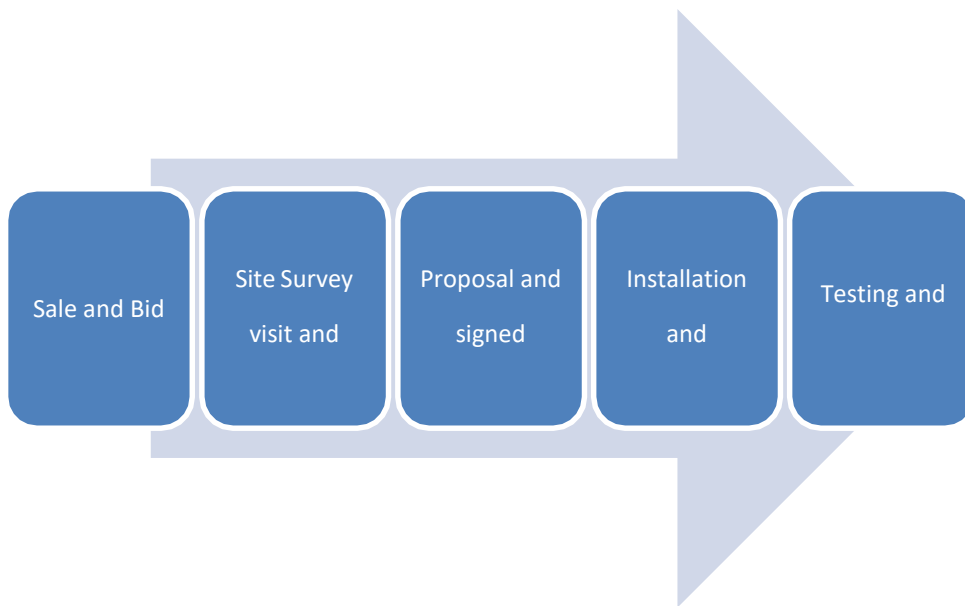 Sale and Bid
Site Survey
visit and
Proposal and
signed
Installation
and
Testing and